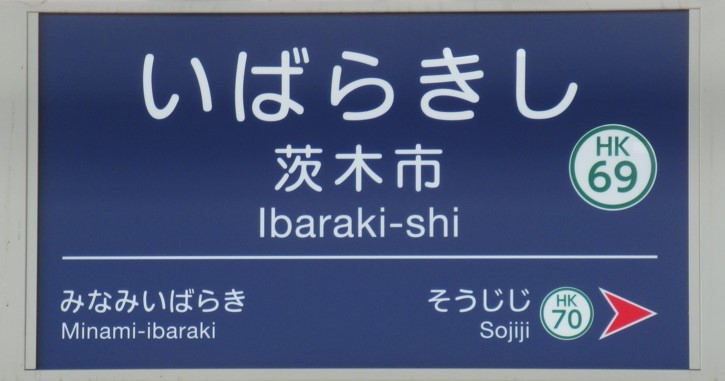 いばらきし
茨木市
Ibaraki-shi
HK
69
みなみいばらき
Minami-ibaraki
そうじじ
Sojiji
HK
70